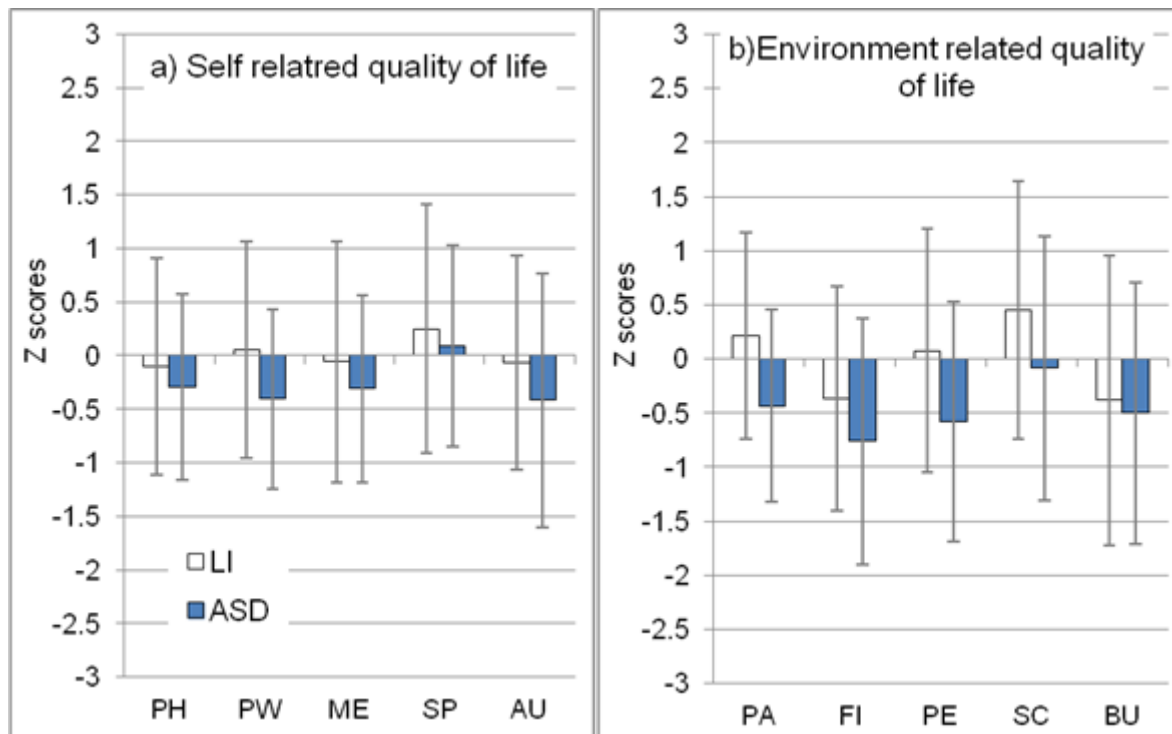 a) Self relatred quality of life
Z scores
3
2.5
2
1.5
1
0.5
0
-0.5
-1
-1.5
-2
-2.5
-3
LI
ASD
PH PW ME SP AU
b)Environment related quality
of life
Z scores
3
2.5
2
1.5
1
0.5
0
-0.5
-1
-1.5
-2
-2.5
-3
PA FI PE SC BU